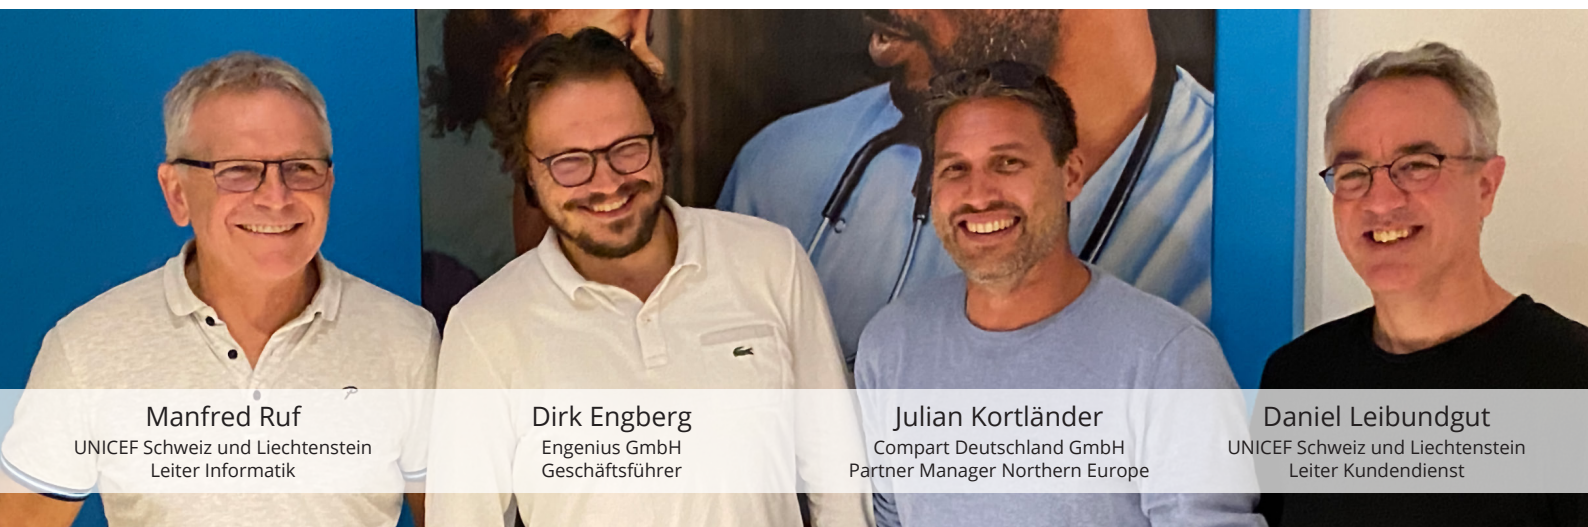 Manfred Ruf
UNICEF Schweiz und Liechtenstein
Leiter Informatik
Dirk Engberg
Engenius GmbH
Geschäftsführer
Julian Kortländer
Compart Deutschland GmbH
Partner Manager Northern Europe
Daniel Leibundgut
UNICEF Schweiz und Liechtenstein
Leiter Kundendienst